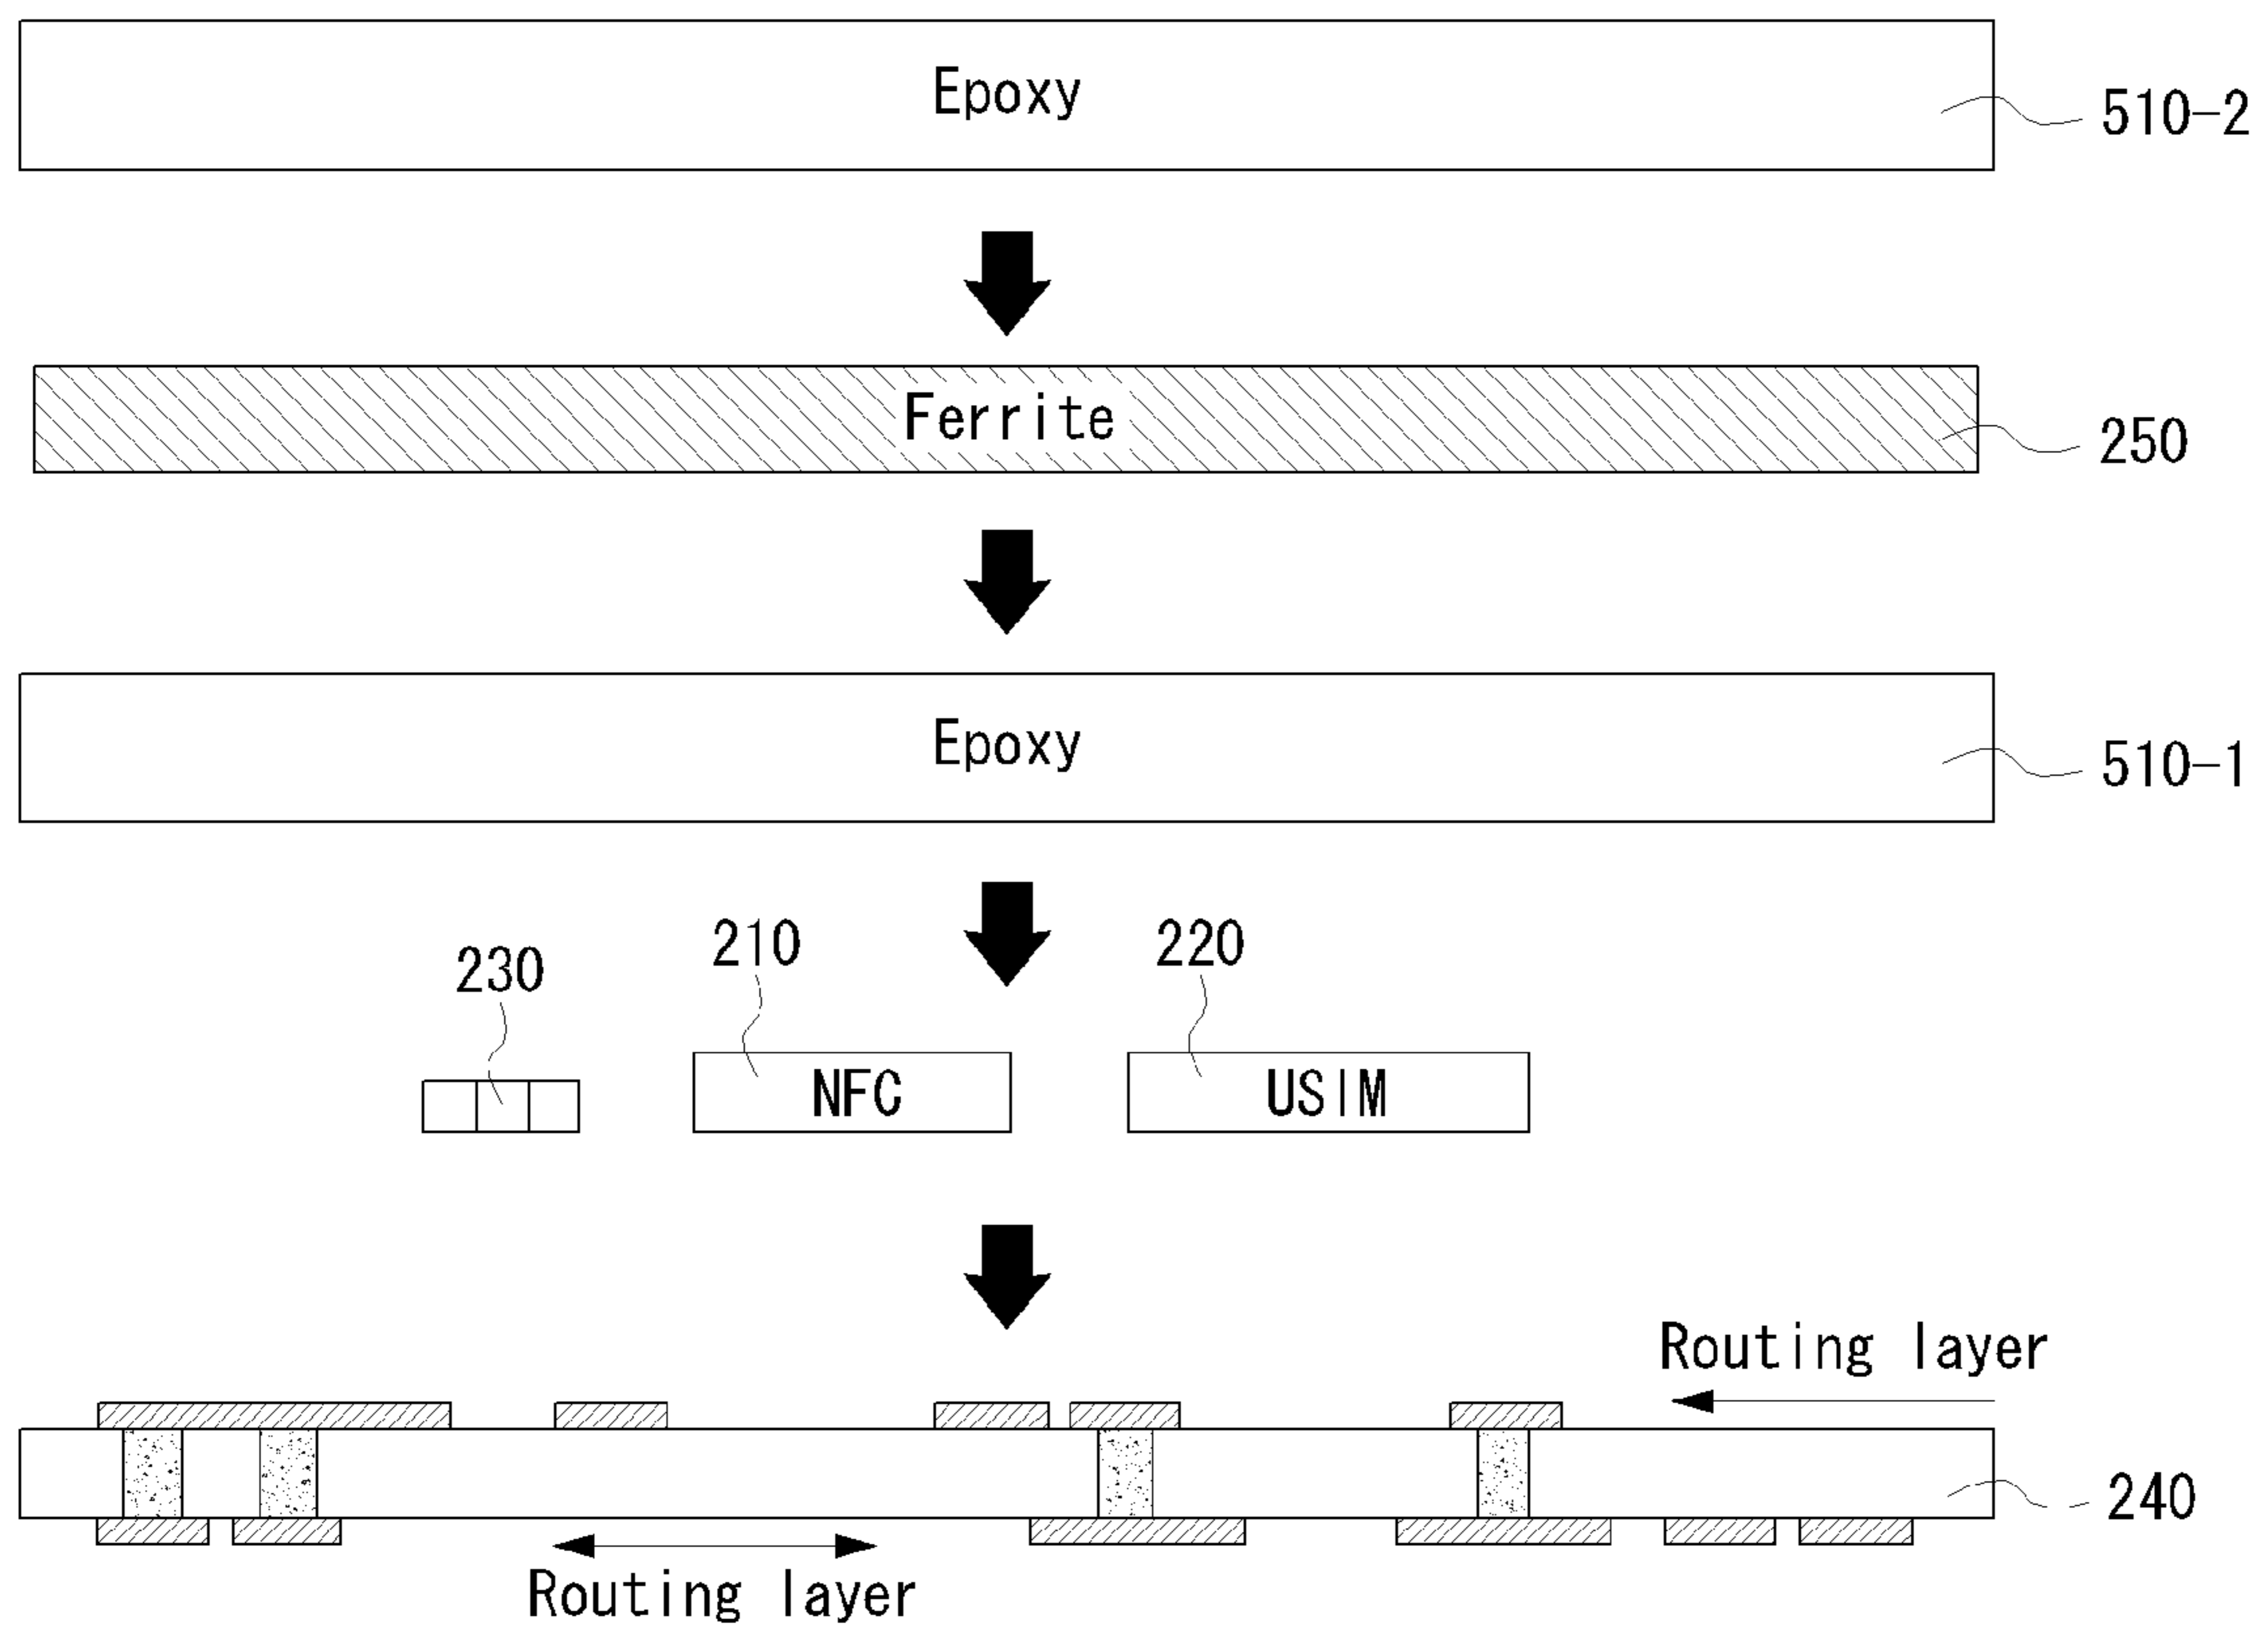 Epoxy
510-2
Ferrite
250
Epoxy
510-1
230
210
220
NFC
USIM
Routing layer
240
Routing layer